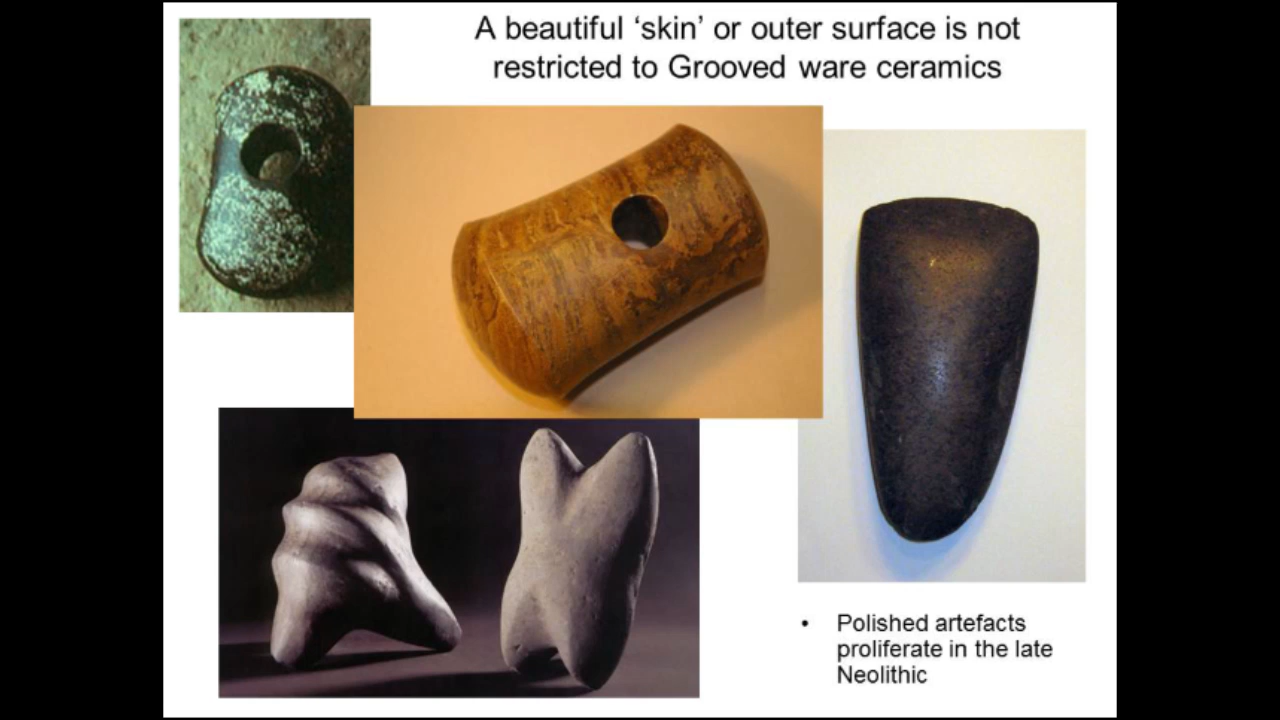 A beautiful ‘skin’ or outer surface is not
restricted to Grooved ware ceramics
• Polished artefacts
proliferate in the late
Neolithic